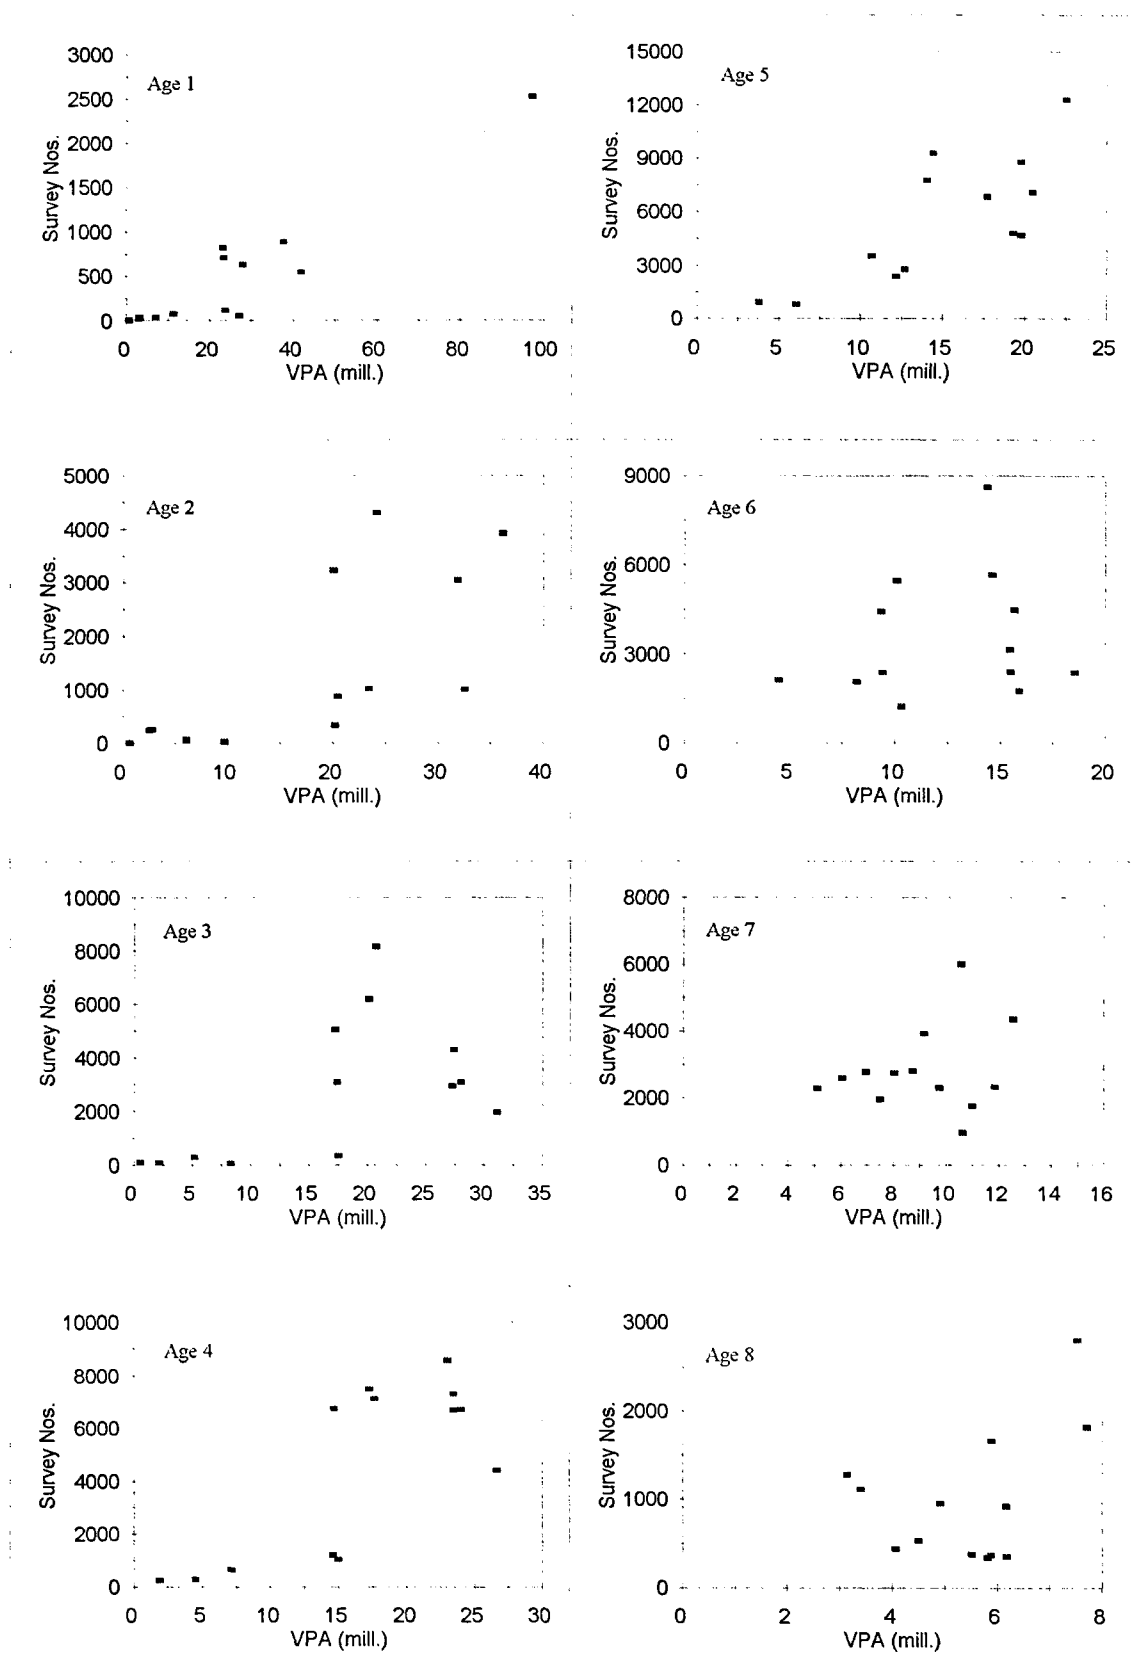 3000
Age 1
2500
2000
1500
1000
500
0
Survey Nos.
0 20 40 60 80 100
VPA (mill.)
15000
Age 5
12000
9000
6000
3000
0
Survey Nos.
0 5 10 15 20 25
VPA (mill.)
5000
Age 2
4000
3000
2000
1000
0
Survey Nos.
0 10 20 30 40
VPA (mill.)
9000
Age 6
6000
3000
0
Survey Nos.
0 5 10 15 20
VPA (mill.)
10000
Age 3
8000
6000
4000
2000
0
Survey Nos.
0 5 10 15 20 25 30 35
VPA (mill.)
8000
Age 7
6000
4000
2000
0
Survey Nos.
0 2 4 6 8 10 12 14 16
VPA (mill.)
10000
Age 4
8000
6000
4000
2000
0
Survey Nos.
0 5 10 15 20 25 30
VPA (mill.)
3000
Age 8
2000
1000
0
Survey Nos.
0 2 4 6 8
VPA (mill.)